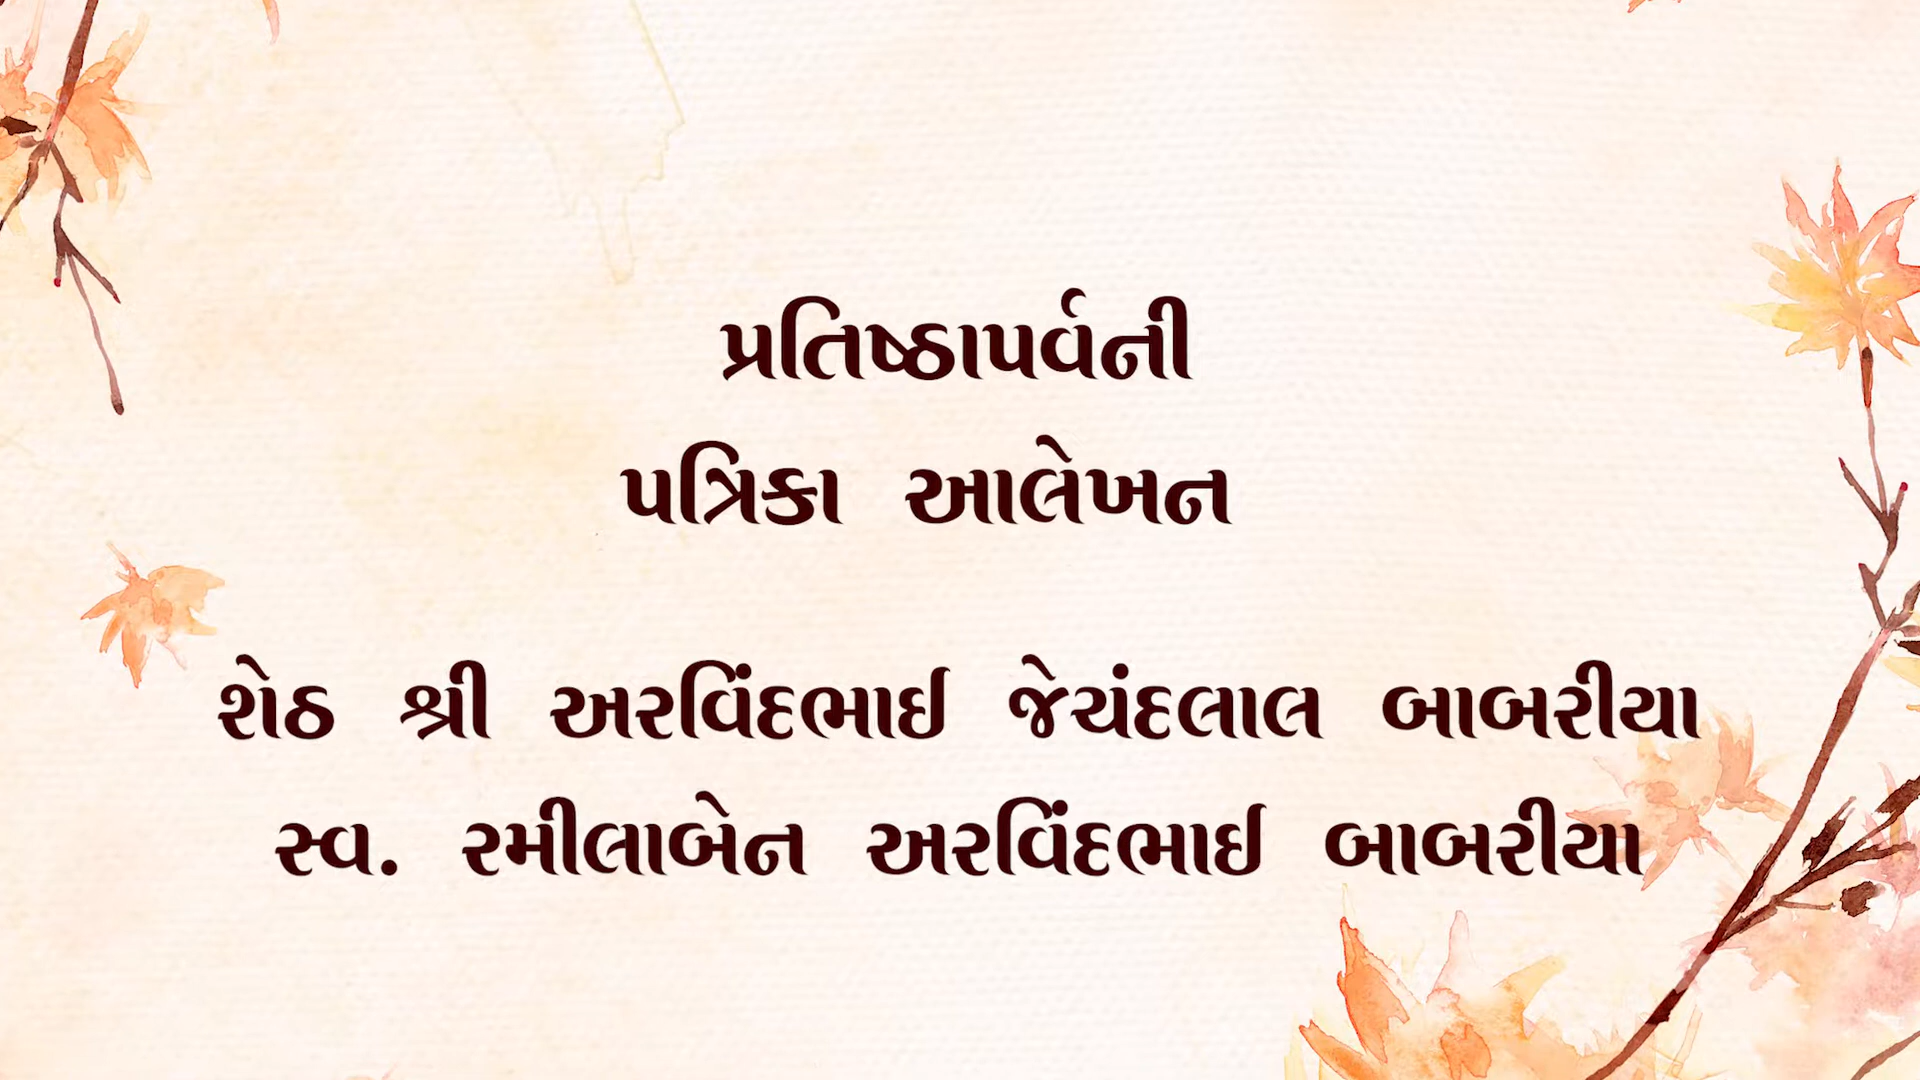 પ્રતિષ્ઠાપર્વની
પત્રિકા આલેખન
શેઠ શ્રી અરવિંદભાઈ જેચંદલાલ બાબરીયા
સ્વ. રમીલાબેન અરવિંદભાઈ બાબરીયા